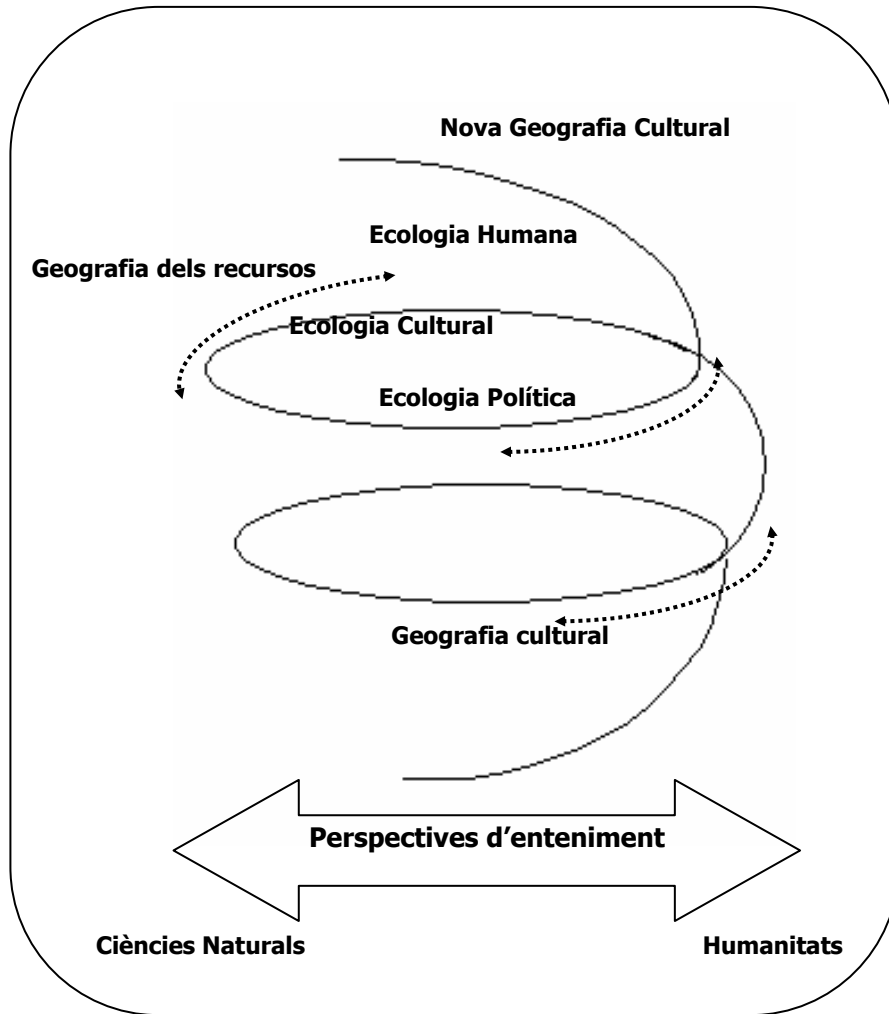 Nova Geografia Cultural
Ecologia Humana
Geografia dels recursos
Ecologia Cultural
Ecologia Política
Geografia cultural
Perspectives d’enteniment
Ciències Naturals
Humanitats